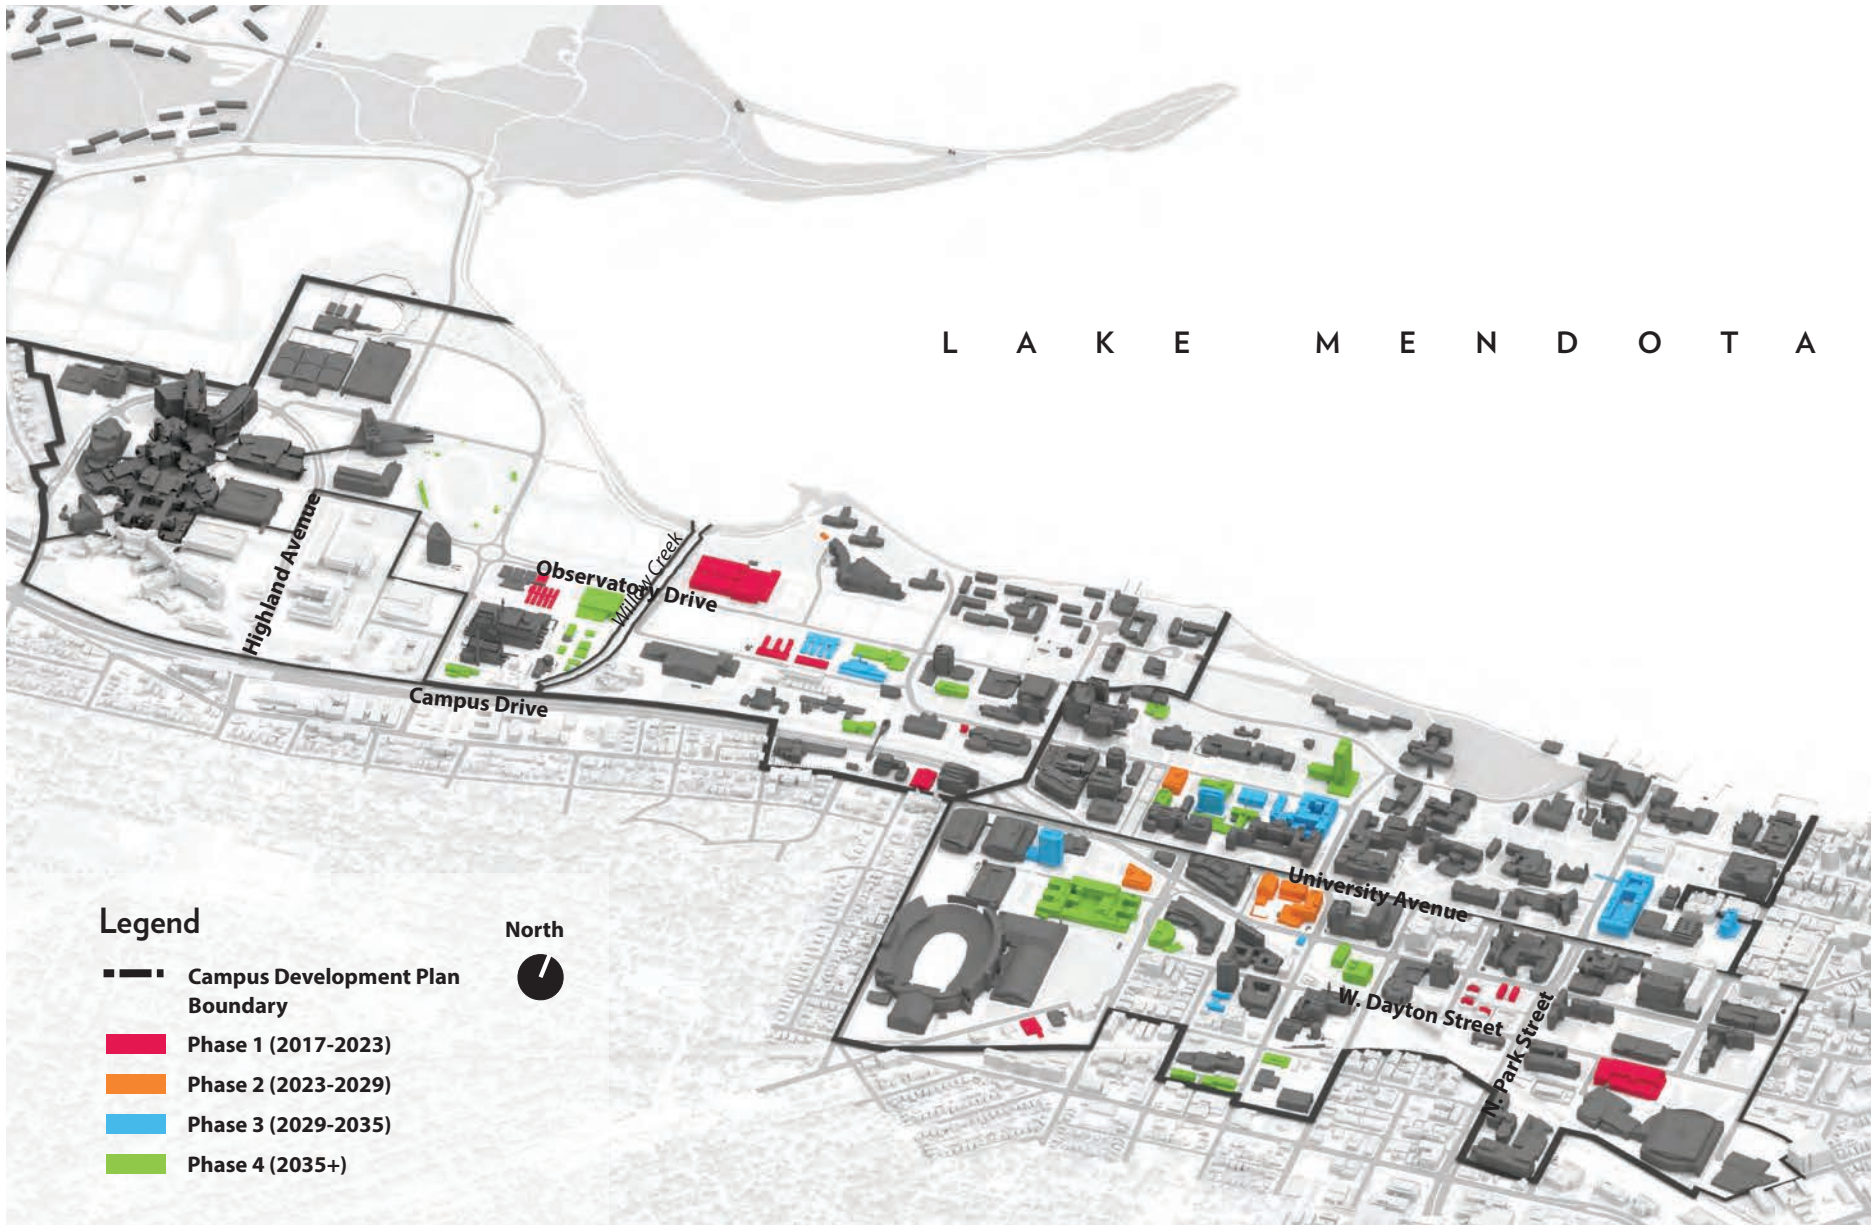 LAKE MENDOTA
Highland Avenue
Observatory Drive
Willow Creek
Campus Drive
University Avenue
W. Dayton Street
N. Park Street
Legend
North
Campus Development Plan
Boundary
Phase 1 (2017-2023)
Phase 2 (2023-2029)
Phase 3 (2029-2035)
Phase 4 (2035+)